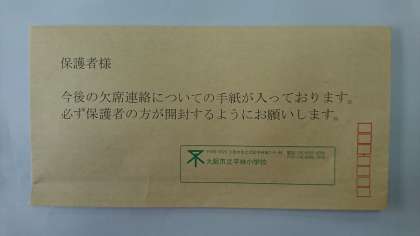 保護者様
今後の欠席連絡についての手紙が入っております。
必ず保護者の方が開封するようにお願いします。
大阪市立平林小学校